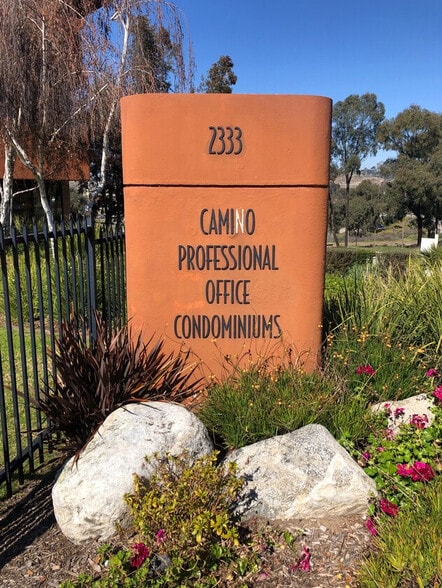 2333
CAMINO
PROFESSIONAL
OFFICE
CONDOMINIUMS